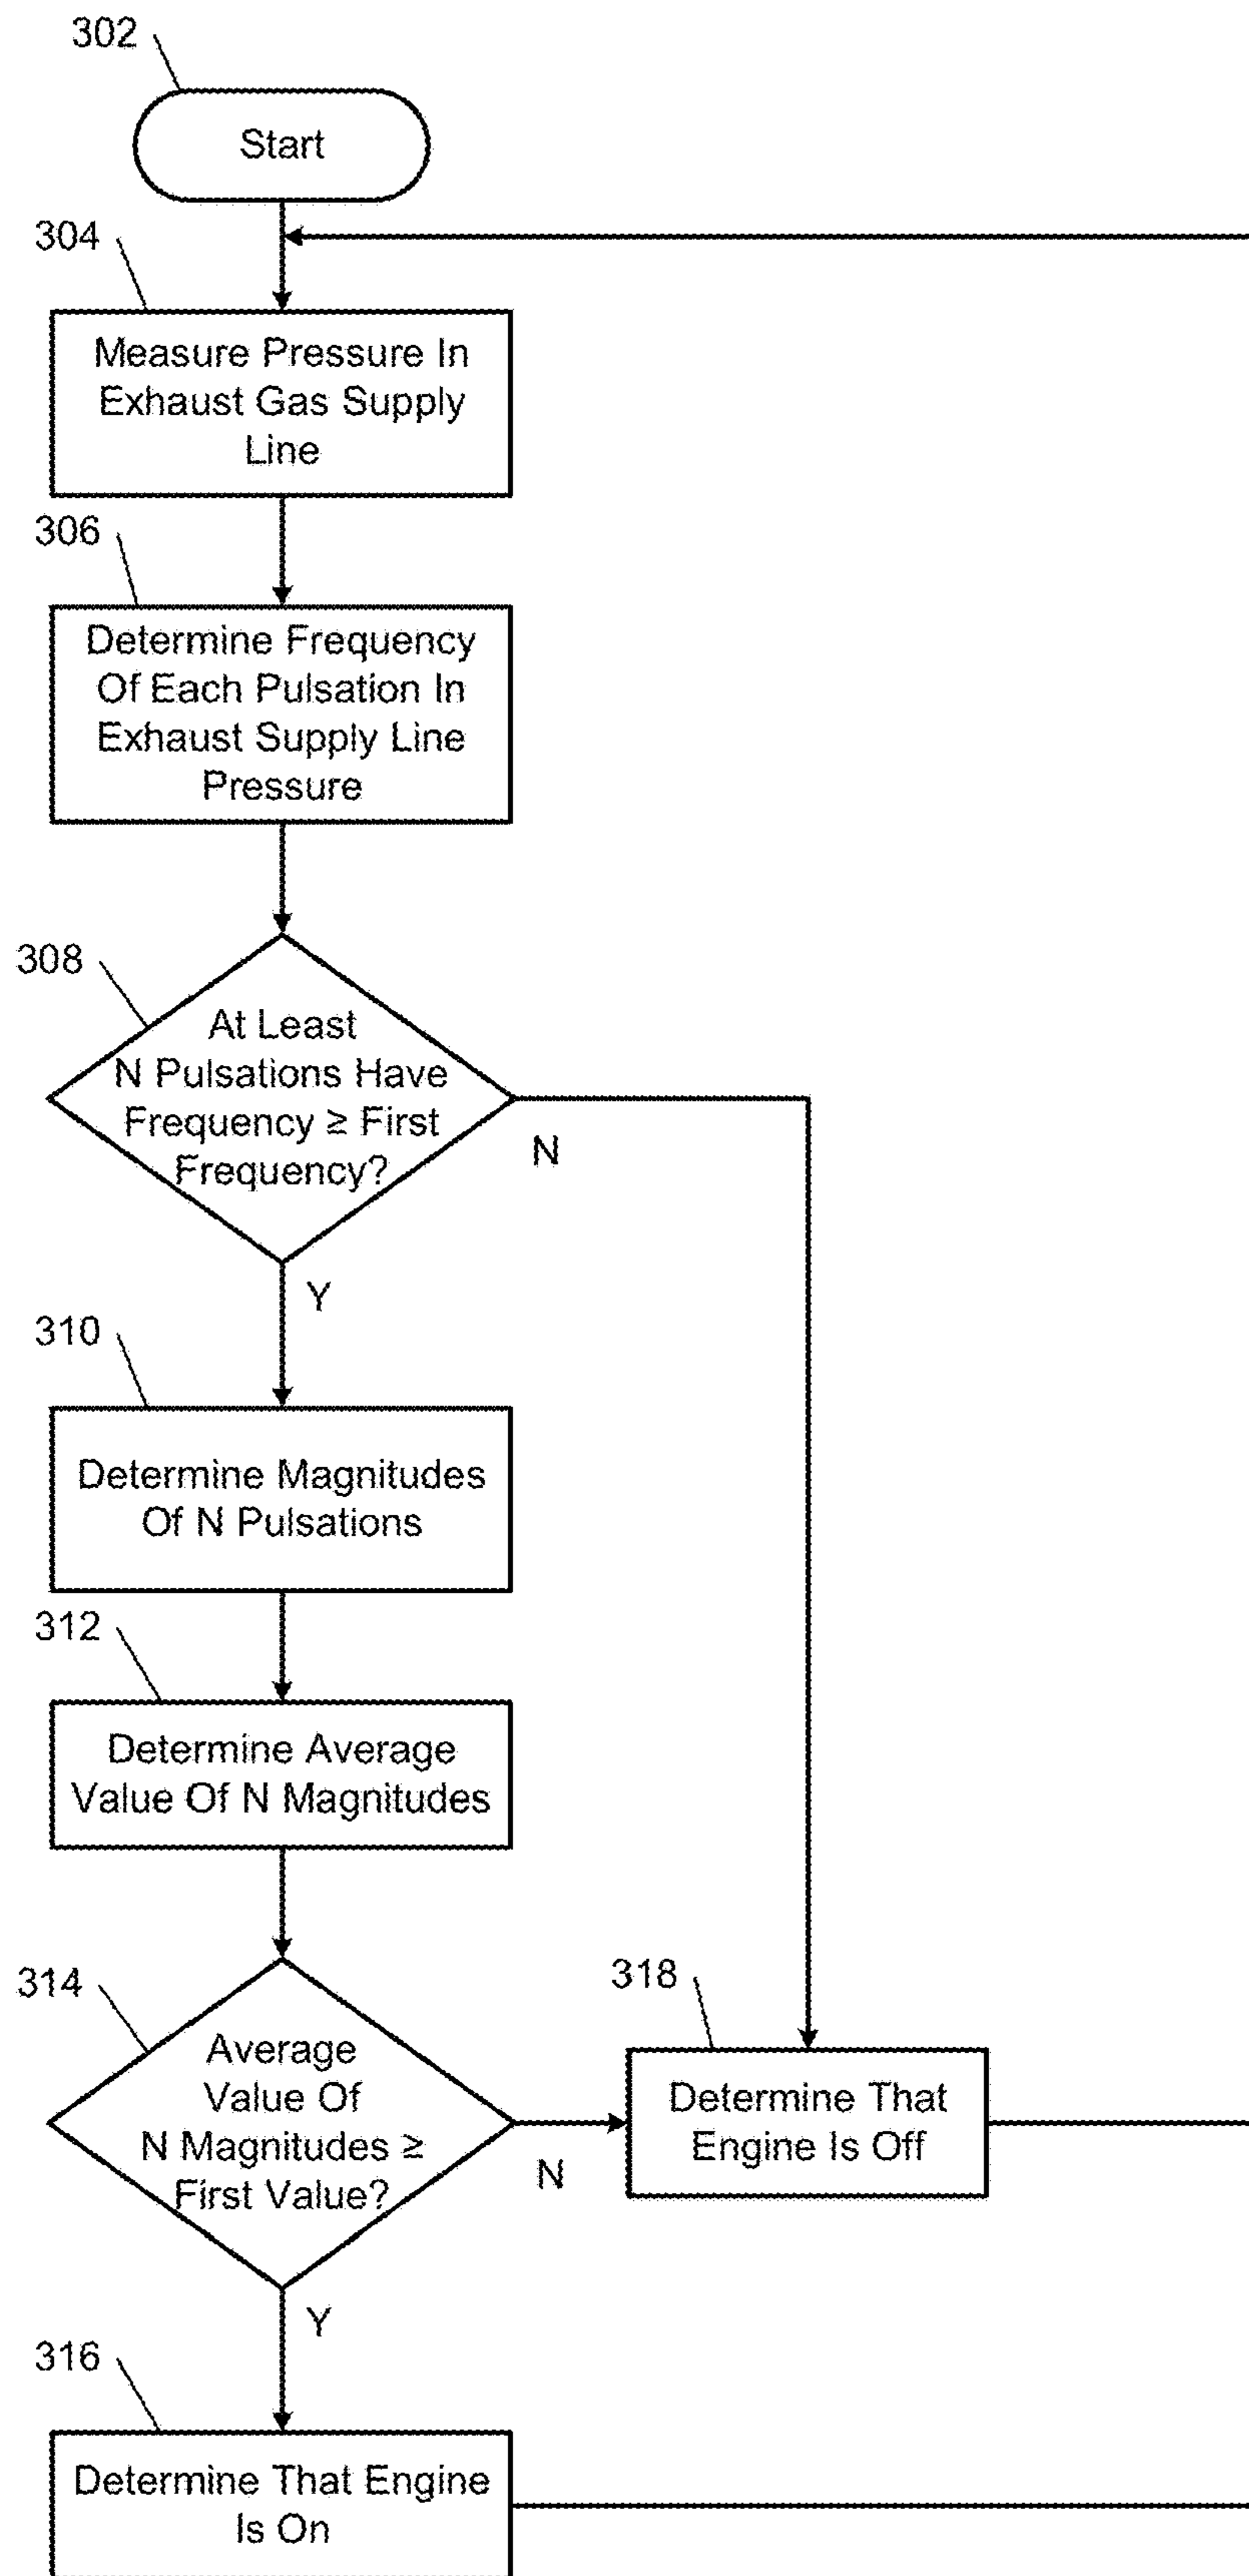 302
Start
304
Measure Pressure In
Exhaust Gas Supply
Line
306
Determine Frequency
Of Each Pulsation In
Exhaust Supply Line
Pressure
308
At Least
N Pulsations Have
Frequency ≥ First
Frequency?
N
Y
310
Determine Magnitudes
Of N Pulsations
312
Determine Average
Value Of N Magnitudes
314
Average
Value Of
N Magnitudes ≥
First Value?
N
318
Determine That
Engine Is Off
Y
316
Determine That Engine
Is On